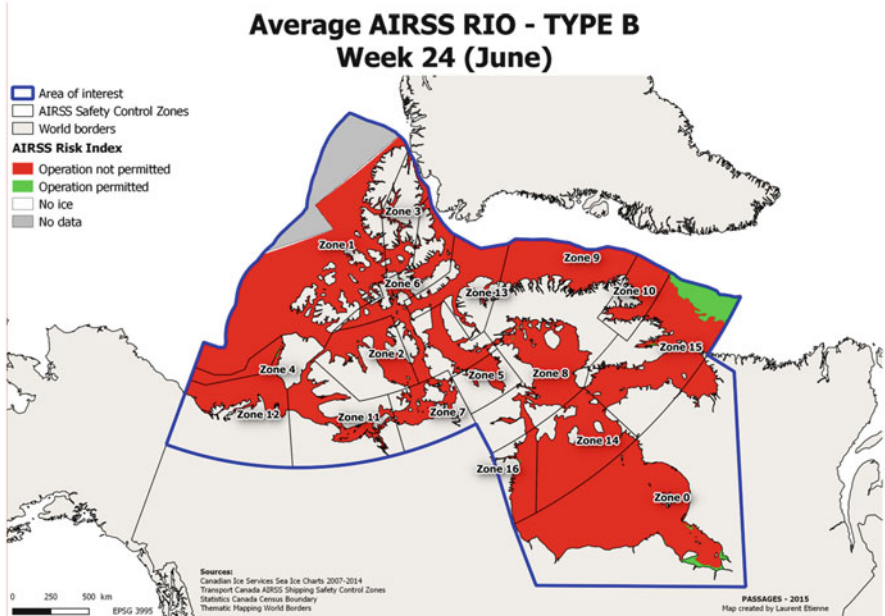 Average AIRSS RIO - TYPE B
Week 24 (June)
Area of interest
AIRSS Safety Control Zones
World borders
AIRSS Risk Index
Operation not permitted
Operation permitted
No ice
No data
Zone 3
Zone 1
Zone 9
Zone 6
Zone 13
Zone 10
Zone 2
Zone 15
Zone 4
Zone 5
Zone 8
Zone 12
Zone 11
Zone 7
Zone 14
Zone 16
Zone 0
0 250 500 km
EPSG 3995
Sources:
Canadian Ice Services Sea Ice Charts 2007-2014
Transport Canada AIRSS Shipping Safety Control Zones
Statistics Canada Census Boundary
Thematic Mapping World Borders
PASSAGES - 2015
Map created by Laurent Etienne